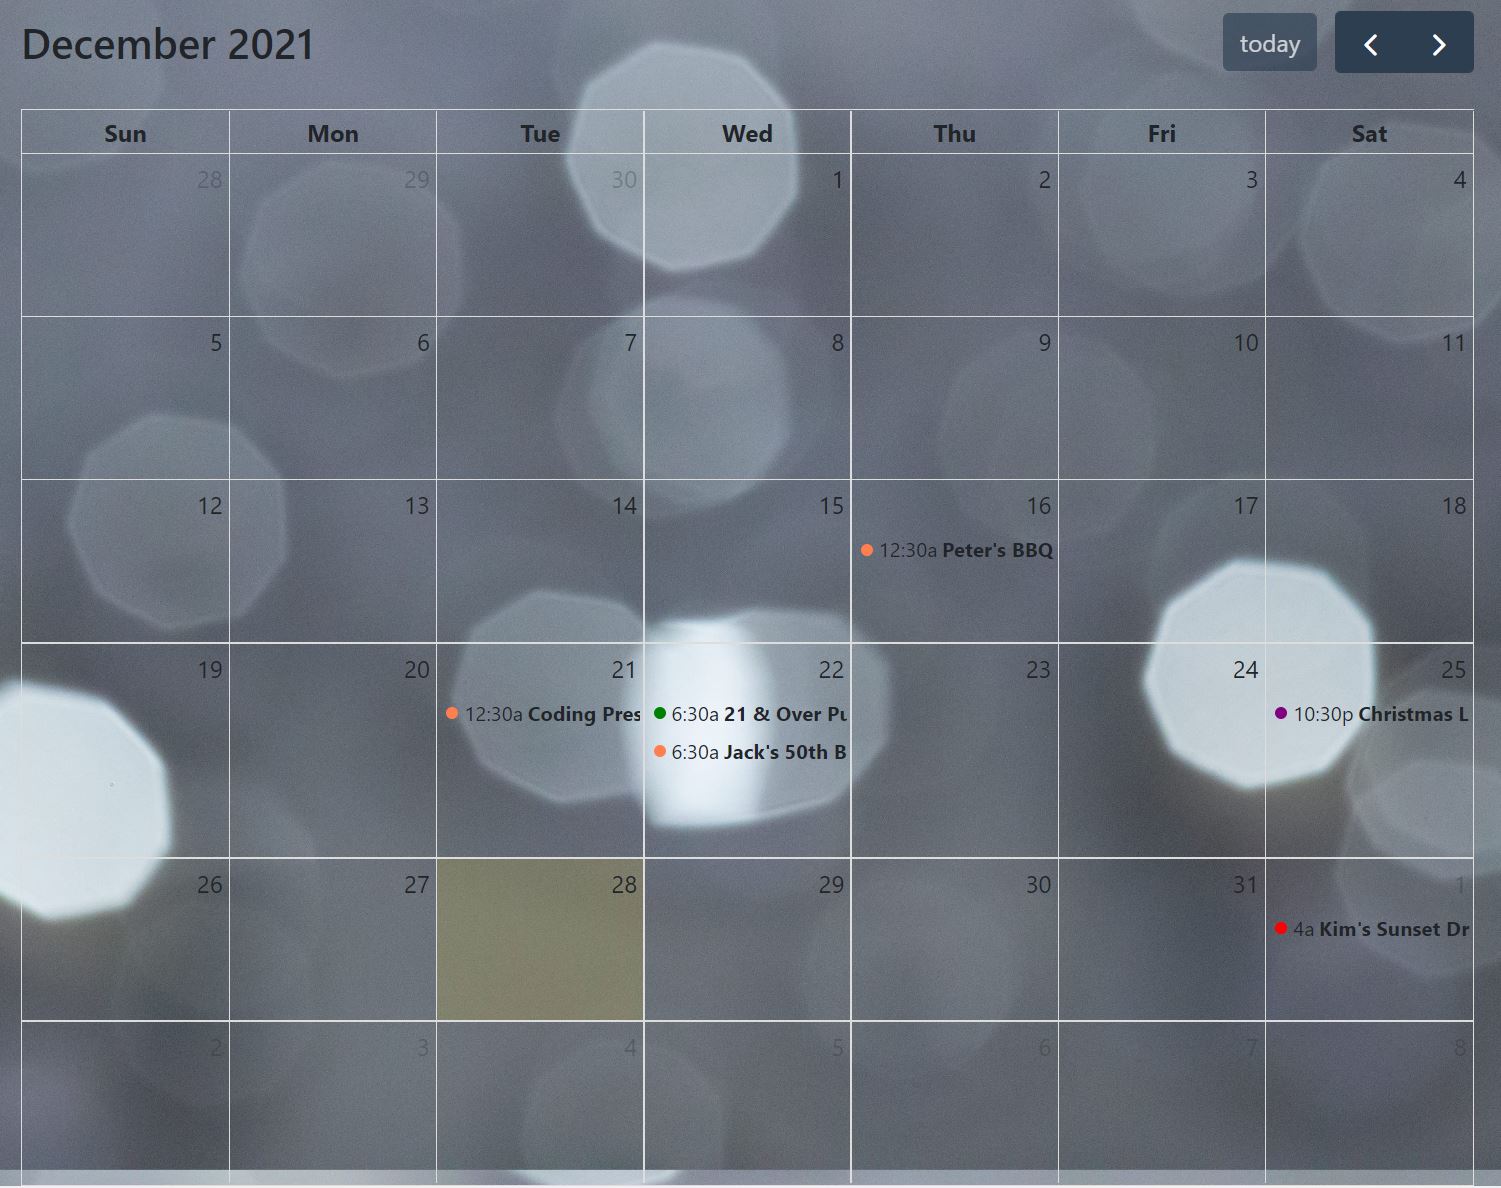 December 2021
today
Sun Mon Tue Wed Thu Fri Sat
28 29 30 1 2 3 4
5 6 7 8 9 10 11
12 13 14 15 16 17 18
12:30a Peter's BBQ
19 20 21 22 23 24 25
12:30a Coding Pres 6:30a 21 & Over Pu 10:30p Christmas L
6:30a Jack's 50th B
26 27 28 29 30 31 1
4a Kim's Sunset Dr
2 3 4 5 6 7 8